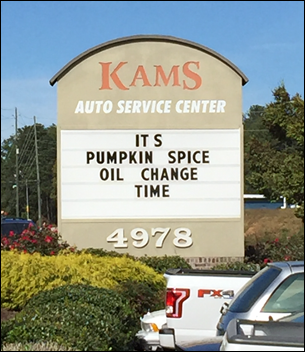 KAMS
AUTO SERVICE CENTER
ITS
PUMPKIN SPICE
OIL CHANGE
TIME
4978
FX4